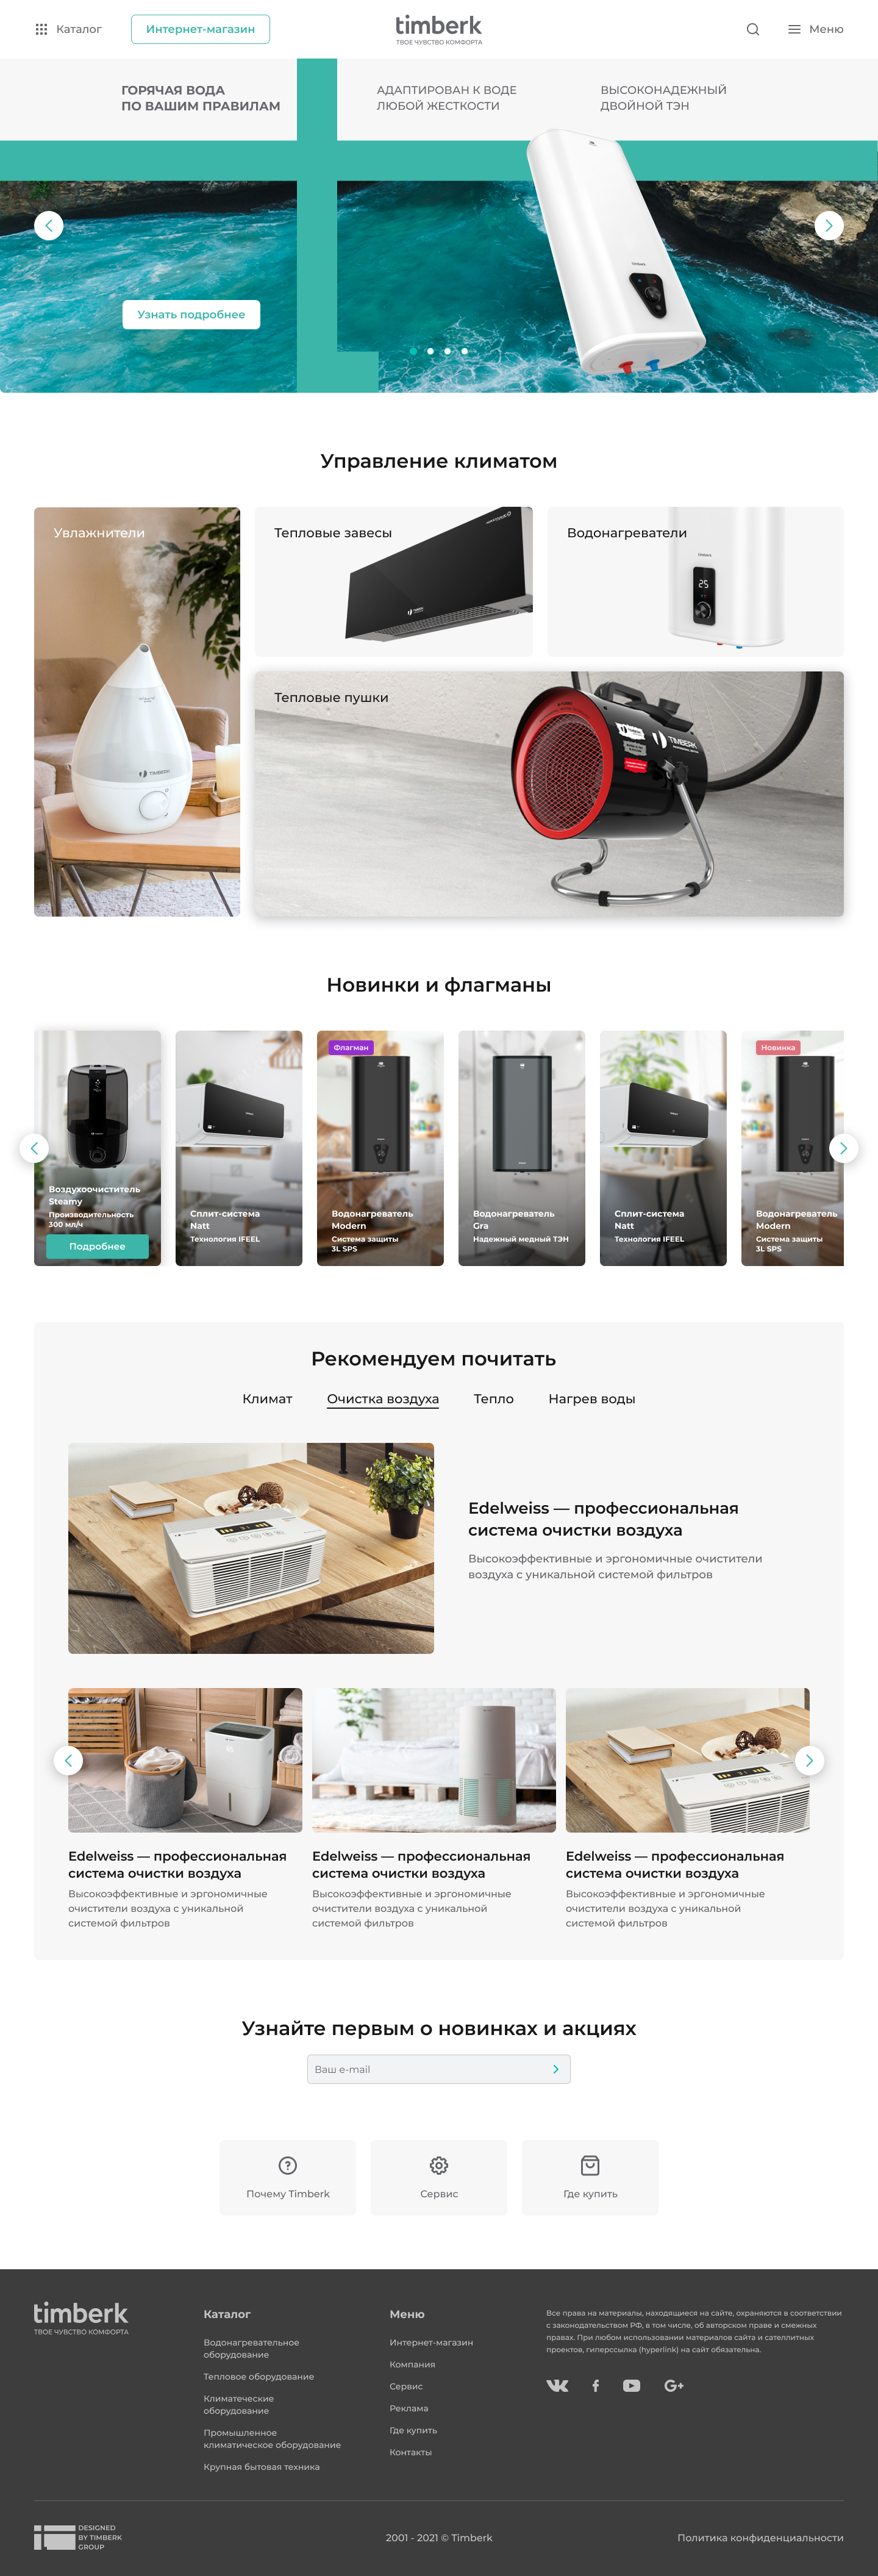 Каталог
Интернет-магазин
timberk
ТВОЕ ЧУВСТВО КОМФОРТА
Меню
ГОРЯЧАЯ ВОДА
ПО ВАШИМ ПРАВИЛАМ
АДАПТИРОВАН К ВОДЕ
ЛЮБОЙ ЖЕСТКОСТИ
ВЫСОКОНАДЕЖНЫЙ
ДВОЙНОЙ ТЭН
Узнать подробнее
Управление климатом
Увлажнители
TIMBERK
Тепловые завесы
Водонагреватели
timberk
25
Тепловые пушки
TIMBERK
Новинки и флагманы
Воздухоочиститель
Steamy
Производительность
300 мл/ч
Подробнее
Сплит-система
Natt
Технология IFEEL
Флагман
Водонагреватель
Modern
Система защиты
3L SPS
Водонагреватель
Gra
Надежный медный ТЭН
Сплит-система
Natt
Технология IFEEL
Новинка
Водонагреватель
Modern
Система защиты
3L SPS
Рекомендуем почитать
Климат
Очистка воздуха
Тепло
Нагрев воды
Edelweiss — профессиональная
система очистки воздуха
Высокоэффективные и эргономичные очистители
воздуха с уникальной системой фильтров
Edelweiss — профессиональная
система очистки воздуха
Высокоэффективные и эргономичные
очистители воздуха с уникальной
системой фильтров
Edelweiss — профессиональная
система очистки воздуха
Высокоэффективные и эргономичные
очистители воздуха с уникальной
системой фильтров
Edelweiss — профессиональная
система очистки воздуха
Высокоэффективные и эргономичные
очистители воздуха с уникальной
системой фильтров
Узнайте первым о новинках и акциях
Ваш e-mail
Почему Timberk
Сервис
Где купить
timberk
ТВОЕ ЧУВСТВО КОМФОРТА
Каталог
Водонагревательное
оборудование
Тепловое оборудование
Климатеческие
оборудование
Промышленное
климатическое оборудование
Крупная бытовая техника
Меню
Интернет-магазин
Компания
Сервис
Реклама
Где купить
Контакты
Все права на материалы, находящиеся на сайте, охраняются в соответствии
с законодательством РФ, в том числе, об авторском праве и смежных
правах. При любом использовании материалов сайта и сателлитных
проектов, гиперссылка (hyperlink) на сайт обязательна.
DESIGNED
BY TIMBERK
GROUP
2001 - 2021 © Timberk
Политика конфиденциальности